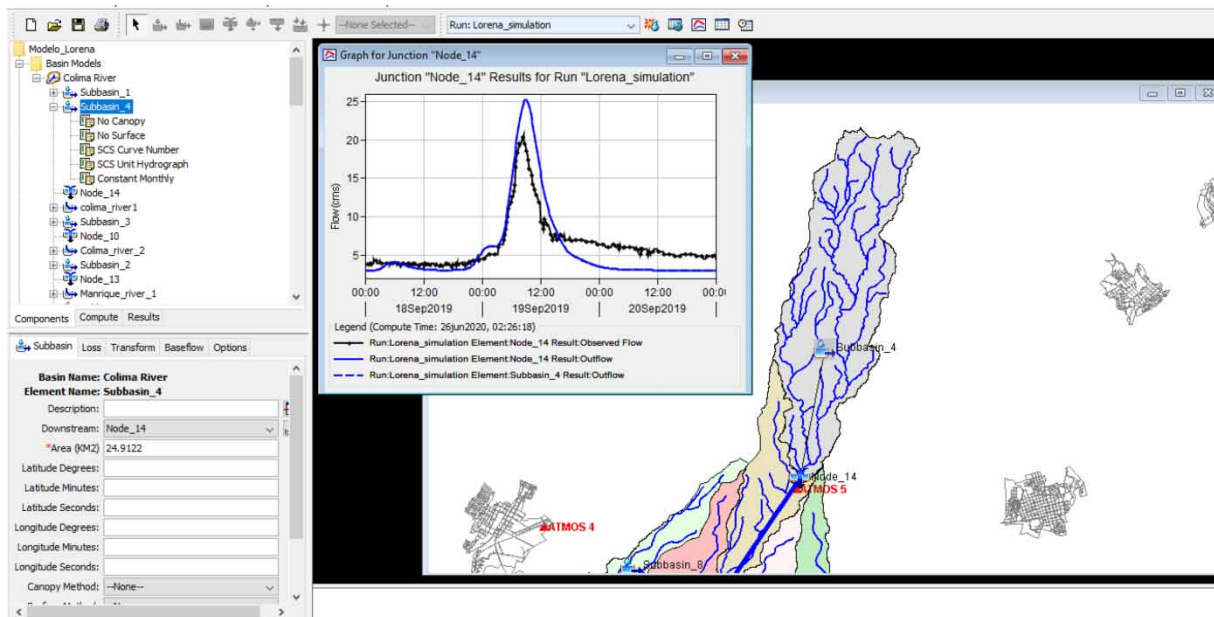 --None Selected--
Run: Lorena_simulation
Modelo_Lorena
Basin Models
Colima River
Subbasin_1
Subbasin_4
No Canopy
No Surface
SCS Curve Number
SCS Unit Hydrograph
Constant Monthly
Node_14
colima_river1
Subbasin_3
Node_10
Colima_river_2
Subbasin_2
Node_13
Manrique_river_1
Components Compute Results
Subbasin Loss Transform Baseflow Options
Basin Name: Colima River
Element Name: Subbasin_4
Description:
Downstream: Node_14
*Area (KM2) 24.9122
Latitude Degrees:
Latitude Minutes:
Latitude Seconds:
Longitude Degrees:
Longitude Minutes:
Longitude Seconds:
Canopy Method: --None--
Graph for Junction "Node_14"
Junction "Node_14" Results for Run "Lorena_simulation"
25
20
15
10
5
Flow (cms)
00:00 12:00 00:00 12:00 00:00 12:00 00:0
18Sep2019 19Sep2019 20Sep2019
Legend (Compute Time: 26jun2020, 02:26:18)
Run:Lorena_simulation Element:Node_14 Result:Observed Flow
Run:Lorena_simulation Element:Node_14 Result:Outflow
Run:Lorena_simulation Element:Subbasin_4 Result:Outflow
Subbasin_4
Node_14
ATMOS 5
ATMOS 4
Subbasin_8